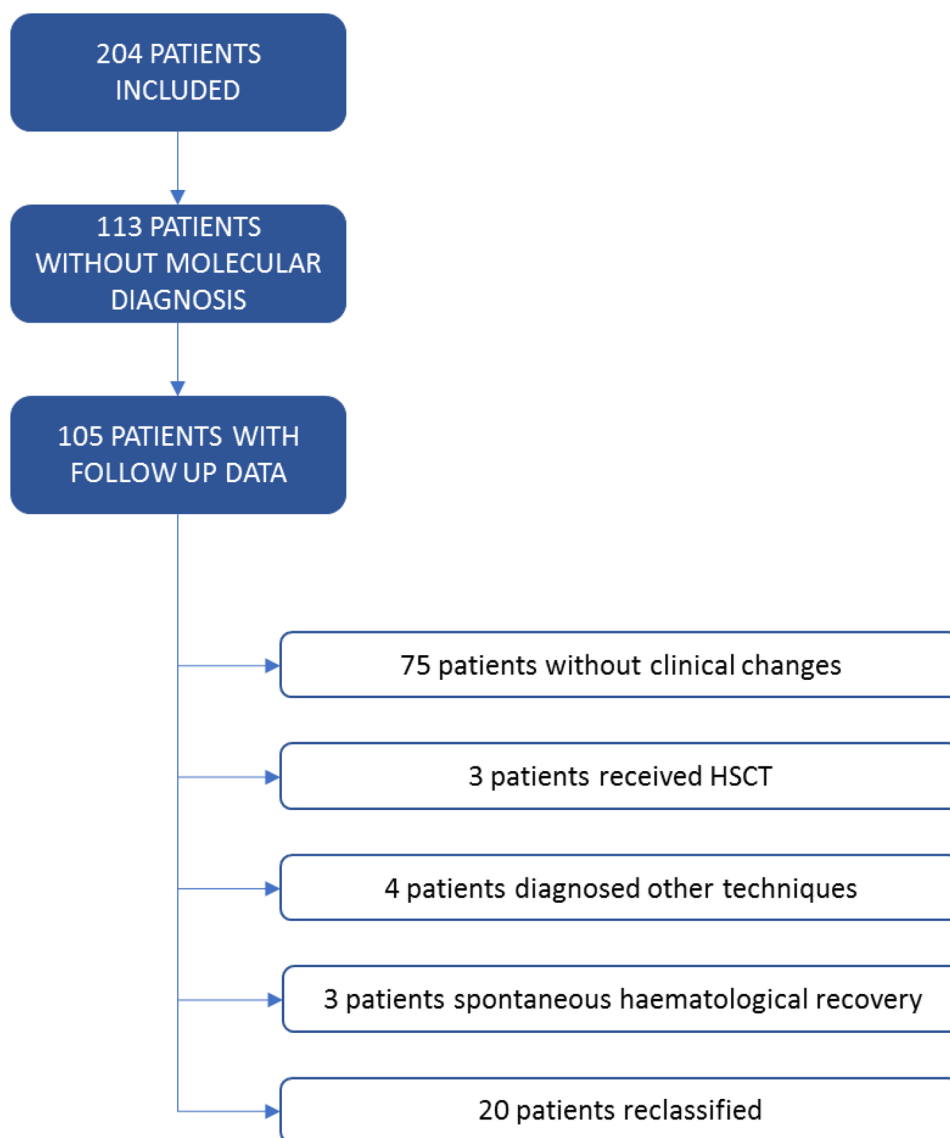 204 PATIENTS
INCLUDED
113 PATIENTS
WITHOUT MOLECULAR
DIAGNOSIS
105 PATIENTS WITH
FOLLOW UP DATA
75 patients without clinical changes
3 patients received HSCT
4 patients diagnosed other techniques
3 patients spontaneous haematological recovery
20 patients reclassified